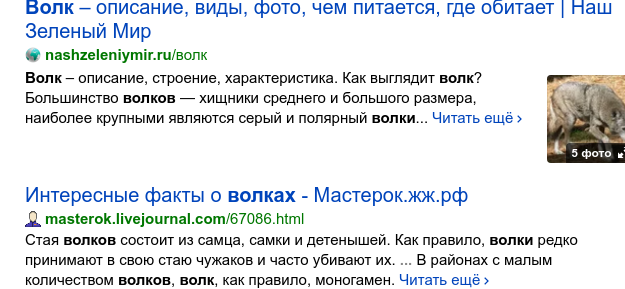 Волк – описание, виды, фото, чем питается, где обитает | Наш
Зеленый Мир
nashzeleniymir.ru/волк
Волк – описание, строение, характеристика. Как выглядит волк?
Большинство волков — хищники среднего и большого размера,
наиболее крупными являются серый и полярный волки... Читать ещё ›
5 фото
Интересные факты о волках - Мастерок.жж.рф
masterok.livejournal.com/67086.html
Стая волков состоит из самца, самки и детенышей. Как правило, волки редко
принимают в свою стаю чужаков и часто убивают их. ... В районах с малым
количеством волков, волк, как правило, моногамен. Читать ещё ›